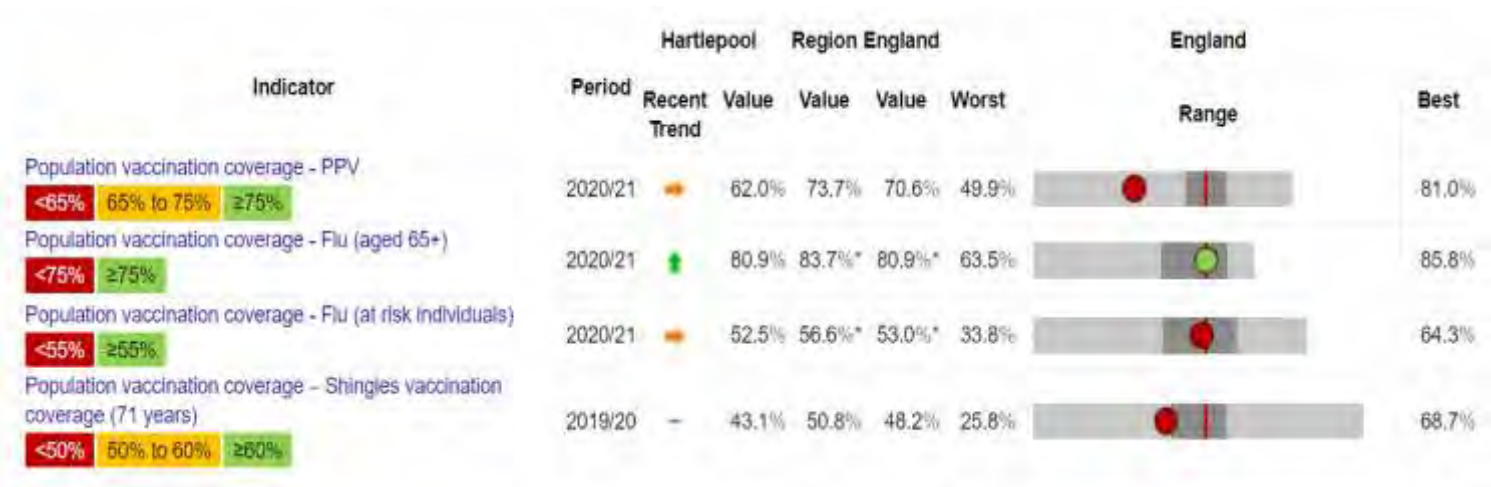 Hartlepool Region England England
Indicator Period Recent Trend Value Value Value Worst Range Best
Population vaccination coverage - PPV
<65% 65% to 75% ≥75% 2020/21 62.0% 73.7% 70.6% 49.9% 81.0%
Population vaccination coverage - Flu (aged 65+)
<75% ≥75% 2020/21 80.9% 83.7%* 80.9%* 63.5% 85.8%
Population vaccination coverage - Flu (at risk individuals)
<55% ≥55% 2020/21 52.5% 56.6%* 53.0%* 33.8% 64.3%
Population vaccination coverage – Shingles vaccination
coverage (71 years) 2019/20 – 43.1% 50.8% 48.2% 25.8% 68.7%
<50% 50% to 60% ≥60%